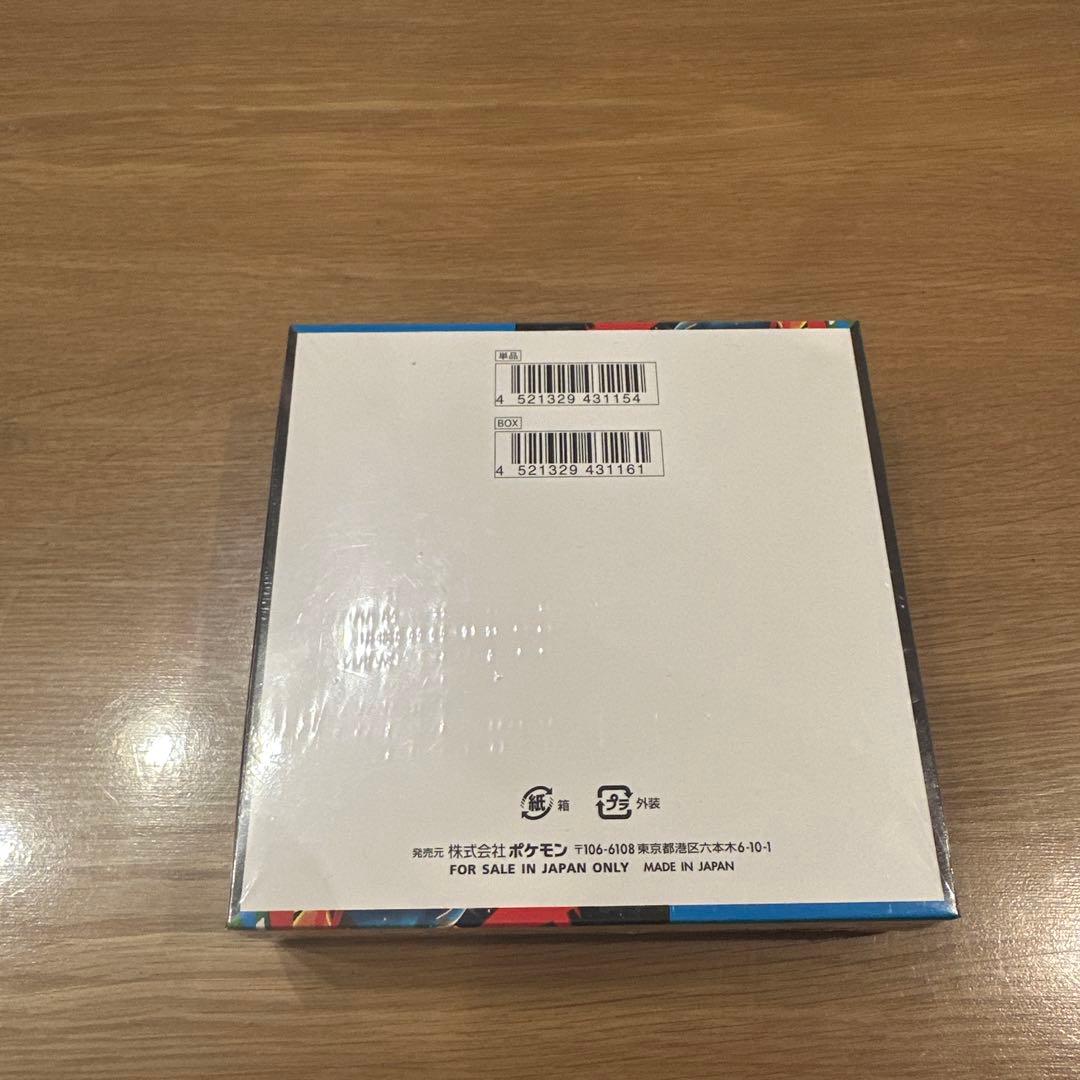 単品
4 521329 431154
BOX
4 521329 431161
紙 箱 プラ 外装
発売元 株式会社ポケモン 〒106-6108 東京都港区六本木6-10-1
FOR SALE IN JAPAN ONLY MADE IN JAPAN